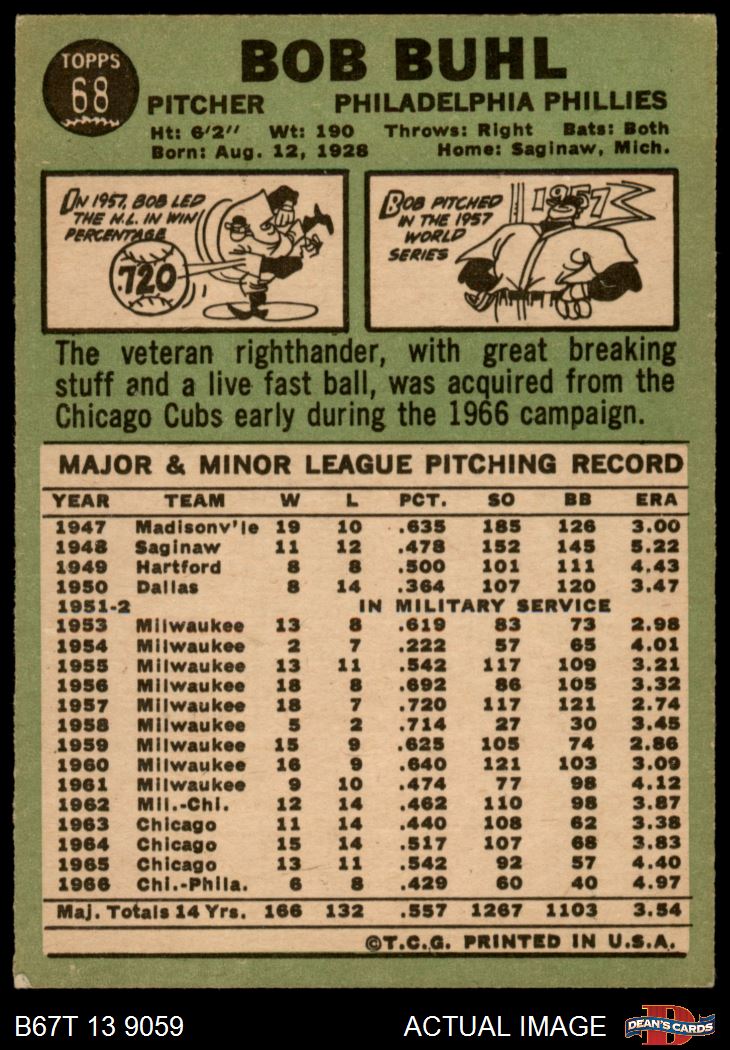 TOPPS
68
BOB BUHL
PITCHER PHILADELPHIA PHILLIES
Ht: 6'2" Wt: 190 Throws: Right Bats: Both
Born: Aug. 12, 1928 Home: Saginaw, Mich.
IN 1957, BOB LED
THE N.L. IN WIN
PERCENTAGE
.720
BOB PITCHED
IN THE 1957
WORLD
SERIES
1957
The veteran righthander, with great breaking
stuff and a live fast ball, was acquired from the
Chicago Cubs early during the 1966 campaign.
MAJOR & MINOR LEAGUE PITCHING RECORD
YEAR TEAM W L PCT. SO BB ERA
1947 Madisonv'le 19 10 .635 185 126 3.00
1948 Saginaw 11 12 .478 152 145 5.22
1949 Hartford 8 8 .500 101 111 4.43
1950 Dallas 8 14 .364 107 120 3.47
1951-2 IN MILITARY SERVICE
1953 Milwaukee 13 8 .619 83 73 2.98
1954 Milwaukee 2 7 .222 57 65 4.01
1955 Milwaukee 13 11 .542 117 109 3.21
1956 Milwaukee 18 8 .692 86 105 3.32
1957 Milwaukee 18 7 .720 117 121 2.74
1958 Milwaukee 5 2 .714 27 30 3.45
1959 Milwaukee 15 9 .625 105 74 2.86
1960 Milwaukee 16 9 .640 121 103 3.09
1961 Milwaukee 9 10 .474 77 98 4.12
1962 Mil.-Chi. 12 14 .462 110 98 3.87
1963 Chicago 11 14 .440 108 62 3.38
1964 Chicago 15 14 .517 107 68 3.83
1965 Chicago 13 11 .542 92 57 4.40
1966 Chi.-Phila. 6 8 .429 60 40 4.97
Maj. Totals 14 Yrs. 166 132 .557 1267 1103 3.54
©T.C.G. PRINTED IN U.S.A.
B67T 13 9059 ACTUAL IMAGE
D
DEAN'S CARDS